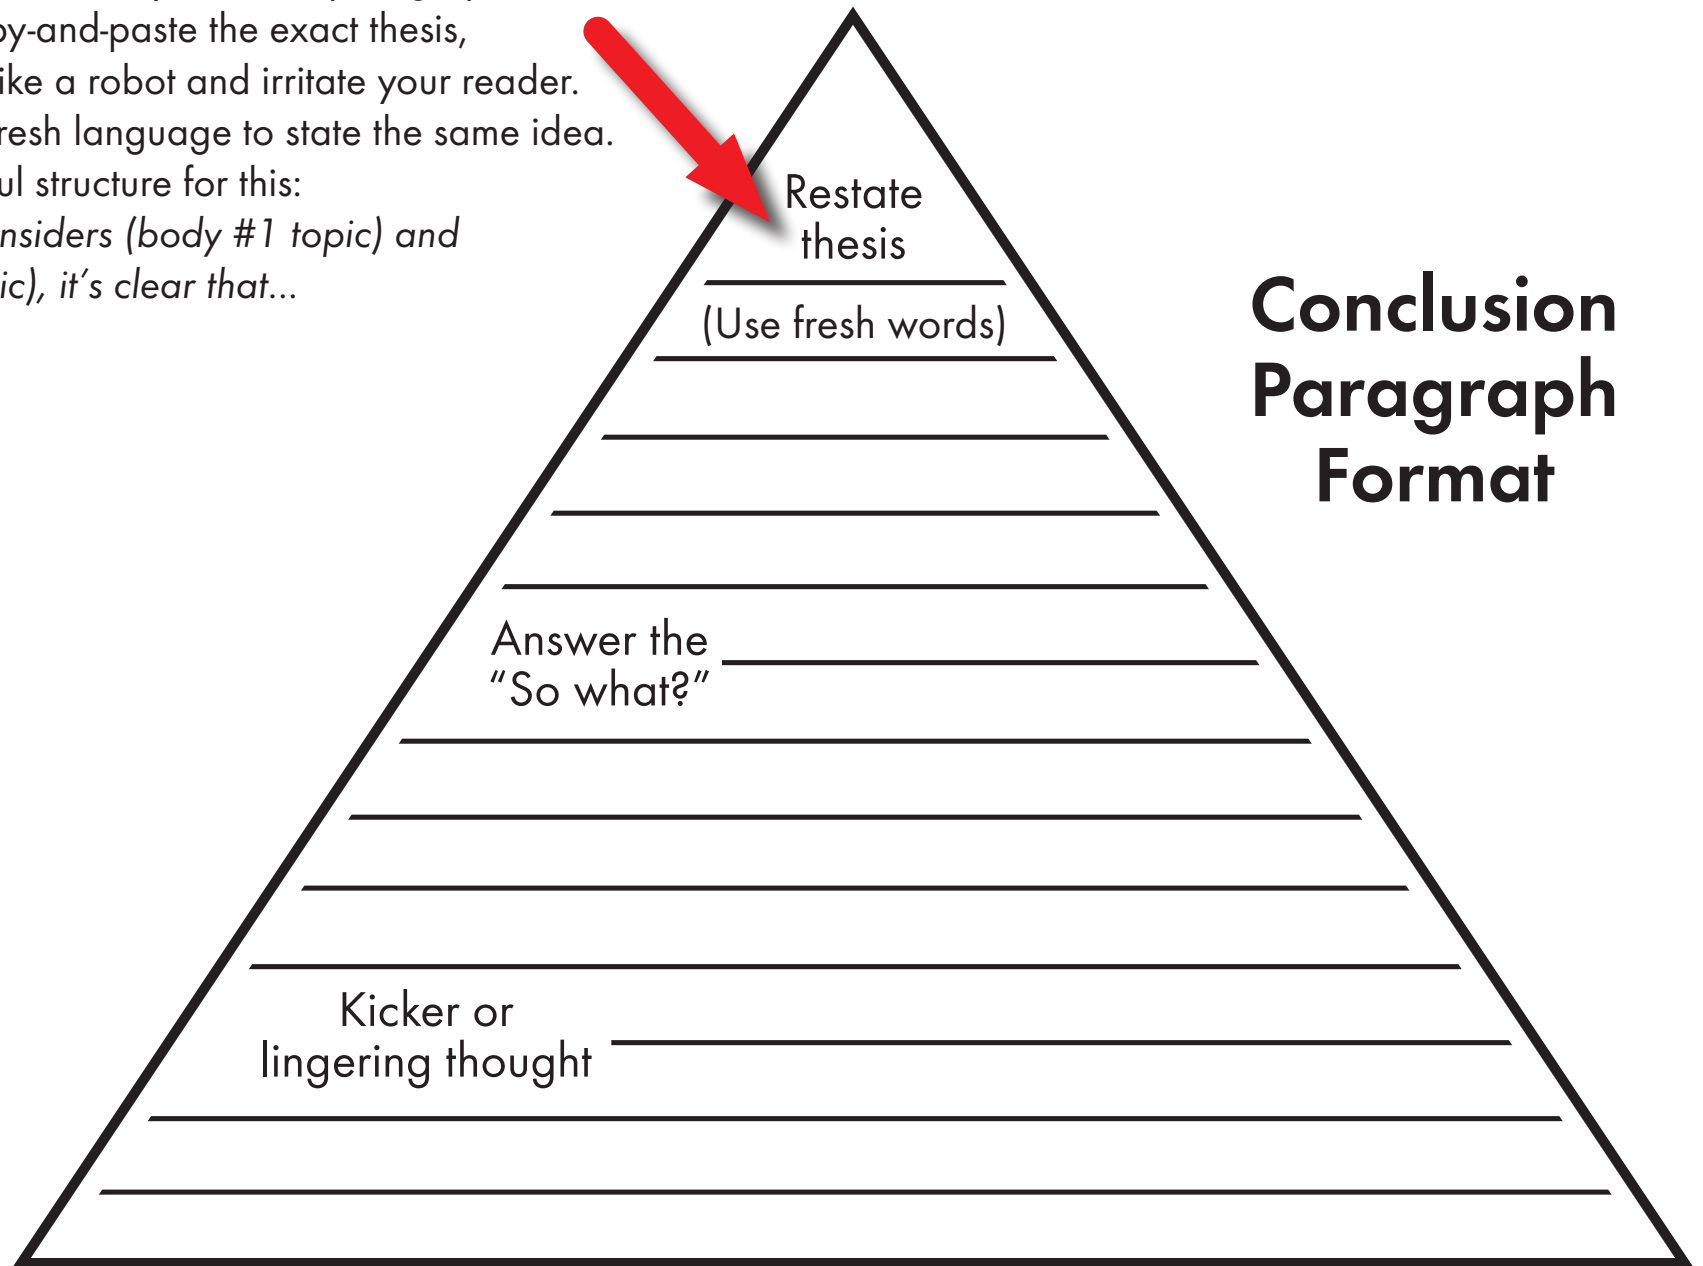 py-and-paste the exact thesis,
ike a robot and irritate your reader.
resh language to state the same idea.
ul structure for this:
nsiders (body #1 topic) and
ic), it's clear that...
Restate
thesis
(Use fresh words)
Conclusion
Paragraph
Format
Answer the
"So what?"
Kicker or
lingering thought